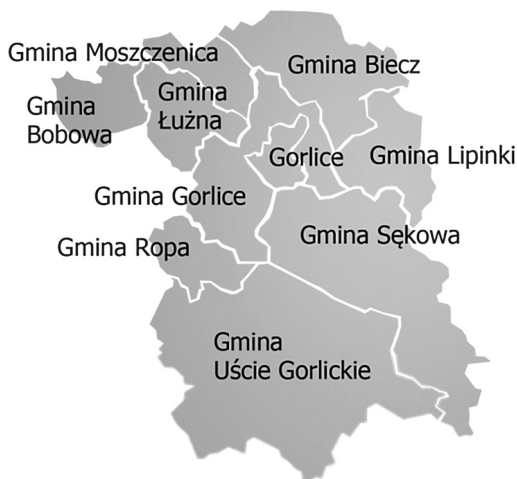 Gmina Moszczenica
Gmina Biecz
Gmina
Bobowa
Gmina
Łużna
Gorlice
Gmina Lipinki
Gmina Gorlice
Gmina Ropa
Gmina Sękowa
Gmina
Uście Gorlickie